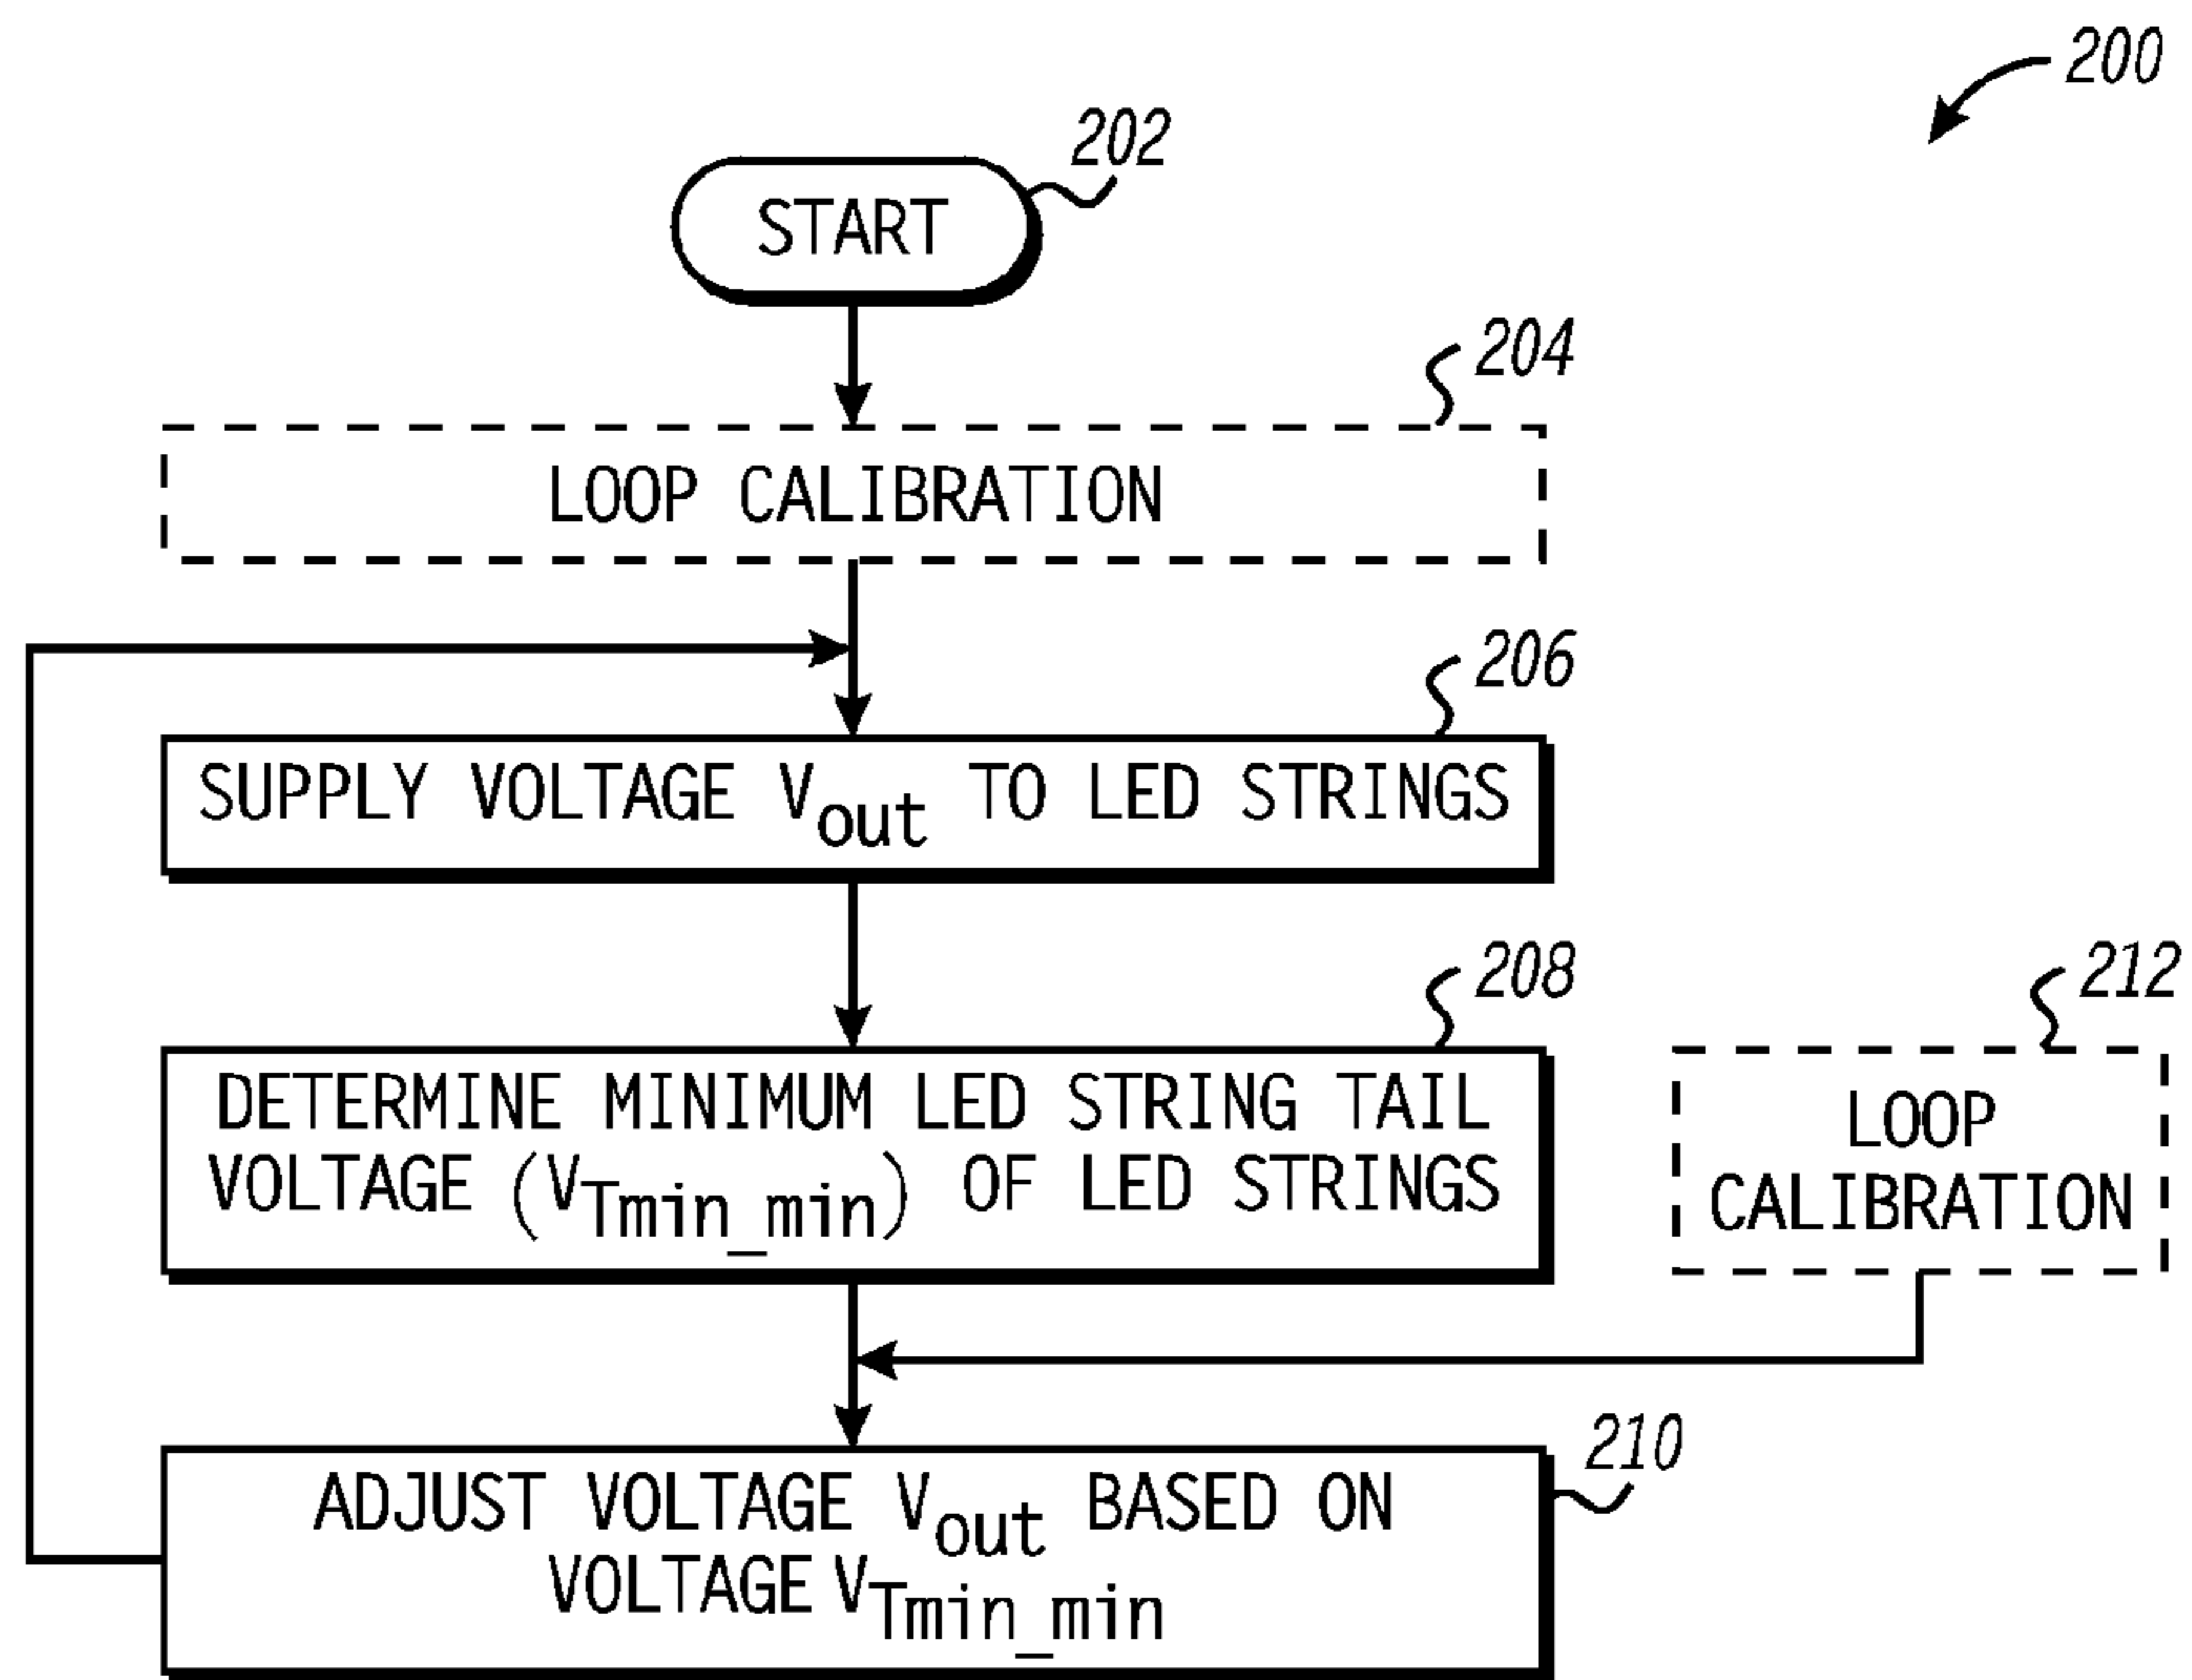 200
202
START
204
LOOP CALIBRATION
206
SUPPLY VOLTAGE Vout TO LED STRINGS
208
DETERMINE MINIMUM LED STRING TAIL
VOLTAGE (VTmin_min) OF LED STRINGS
212
LOOP
CALIBRATION
210
ADJUST VOLTAGE Vout BASED ON
VOLTAGE VTmin_min